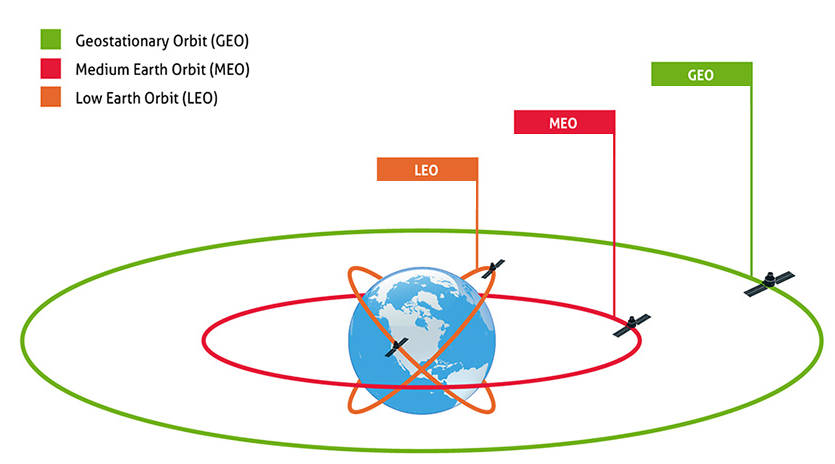 Geostationary Orbit (GEO)
Medium Earth Orbit (MEO)
Low Earth Orbit (LEO)
GEO
MEO
LEO